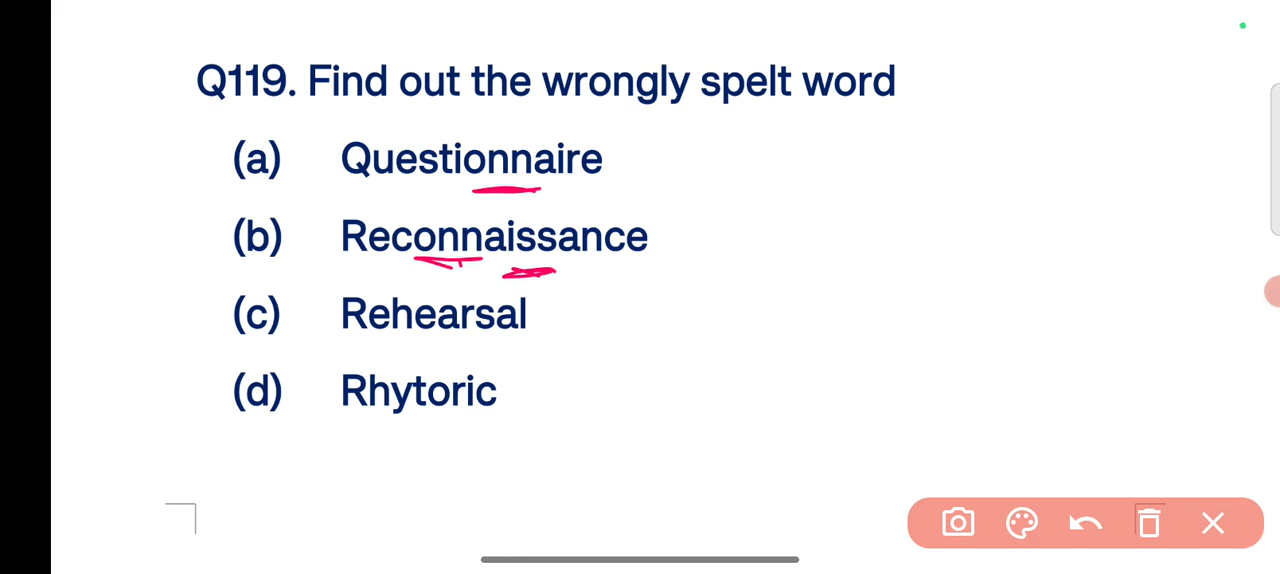 Q119. Find out the wrongly spelt word
(a) Questionnaire
(b) Reconnaissance
(c) Rehearsal
(d) Rhytoric